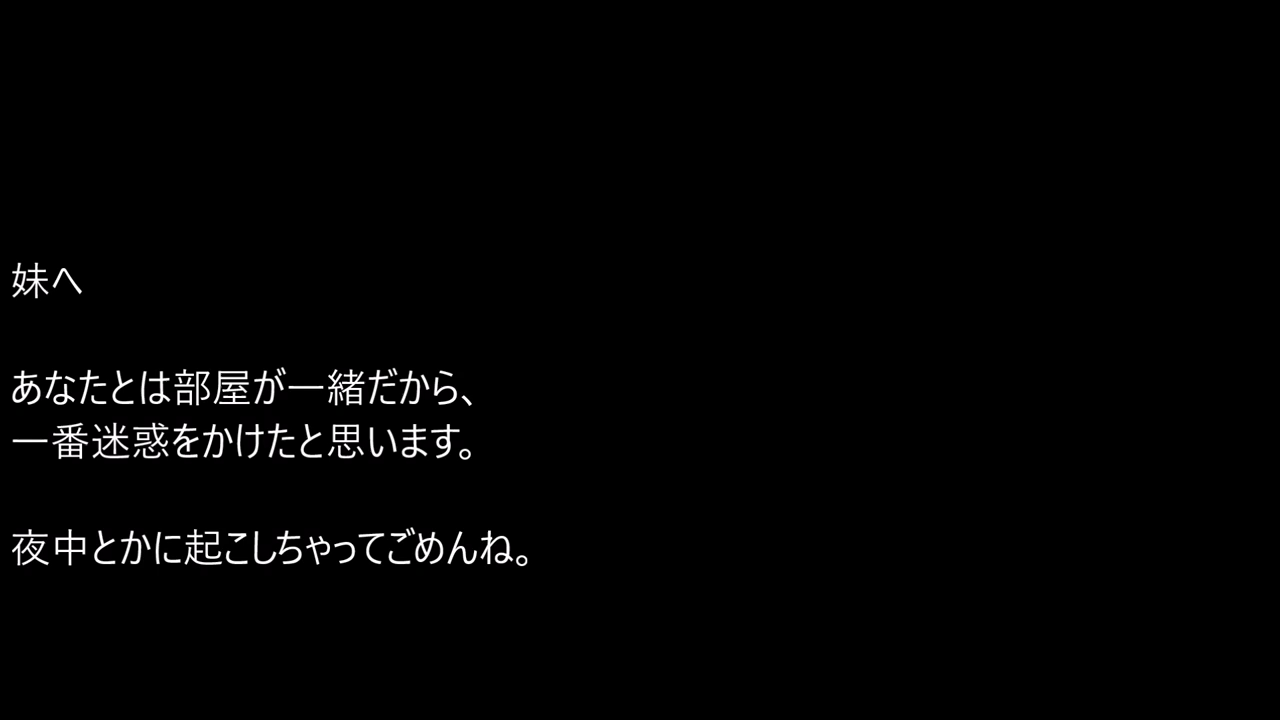 妹へ
あなたとは部屋が一緒だから、
一番迷惑をかけたと思います。
夜中とかに起こしちゃってごめんね。